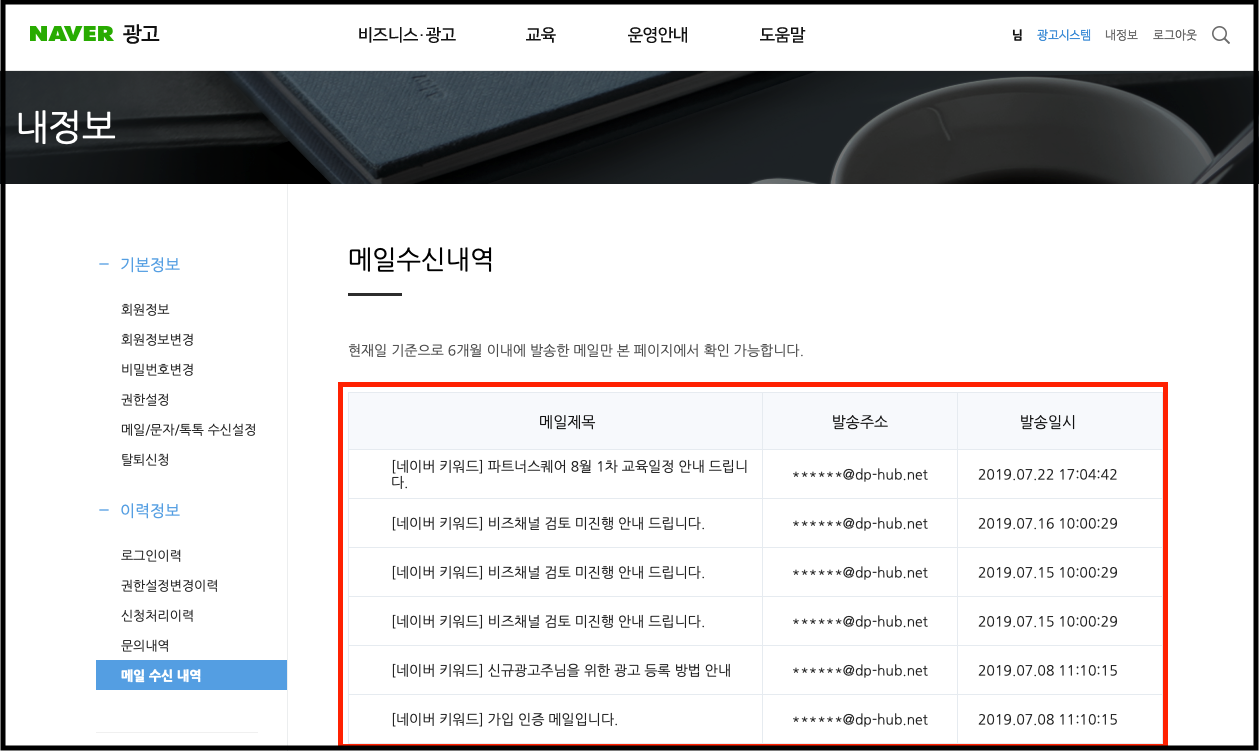 NAVER 광고
비즈니스·광고 교육 운영안내 도움말
님 광고시스템 내정보 로그아웃
내정보
기본정보
회원정보
회원정보변경
비밀번호변경
권한설정
메일/문자/톡톡 수신설정
탈퇴신청
이력정보
로그인이력
권한설정변경이력
신청처리이력
문의내역
메일 수신 내역
메일수신내역
현재일 기준으로 6개월 이내에 발송한 메일만 본 페이지에서 확인 가능합니다.
메일제목 발송주소 발송일시
[네이버 키워드] 파트너스퀘어 8월 1차 교육일정 안내 드립니
다. ******@dp-hub.net 2019.07.22 17:04:42
[네이버 키워드] 비즈채널 검토 미진행 안내 드립니다. ******@dp-hub.net 2019.07.16 10:00:29
[네이버 키워드] 비즈채널 검토 미진행 안내 드립니다. ******@dp-hub.net 2019.07.15 10:00:29
[네이버 키워드] 비즈채널 검토 미진행 안내 드립니다. ******@dp-hub.net 2019.07.15 10:00:29
[네이버 키워드] 신규광고주님을 위한 광고 등록 방법 안내 ******@dp-hub.net 2019.07.08 11:10:15
[네이버 키워드] 가입 인증 메일입니다. ******@dp-hub.net 2019.07.08 11:10:15